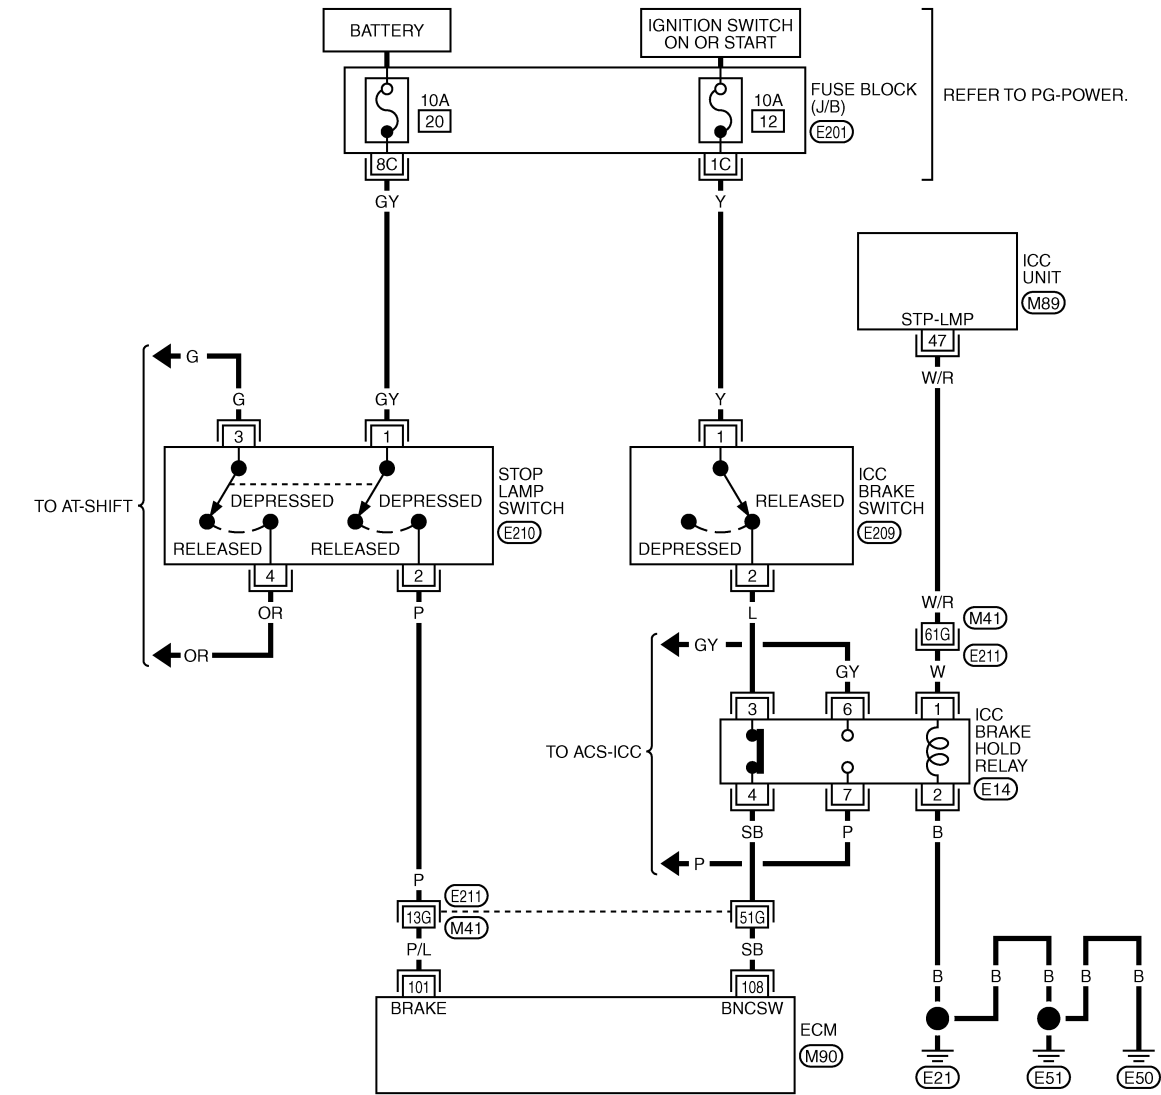 BATTERY
IGNITION SWITCH
ON OR START
10A
20
10A
12
FUSE BLOCK
(J/B)
E201
REFER TO PG-POWER.
8C
1C
GY
Y
ICC
UNIT
M89
STP-LMP
47
W/R
G
G
GY
Y
3
1
1
TO AT-SHIFT
DEPRESSED
DEPRESSED
RELEASED
RELEASED
STOP
LAMP
SWITCH
E210
RELEASED
DEPRESSED
ICC
BRAKE
SWITCH
E209
4
2
2
OR
P
L
W/R
M41
61G
E211
OR
GY
GY
W
3
6
1
TO ACS-ICC
ICC
BRAKE
HOLD
RELAY
E14
4
7
2
SB
P
B
P
P
E211
13G
M41
51G
P/L
SB
B
B
B
B
B
101
108
BRAKE
BNCSW
ECM
M90
E21
E51
E50